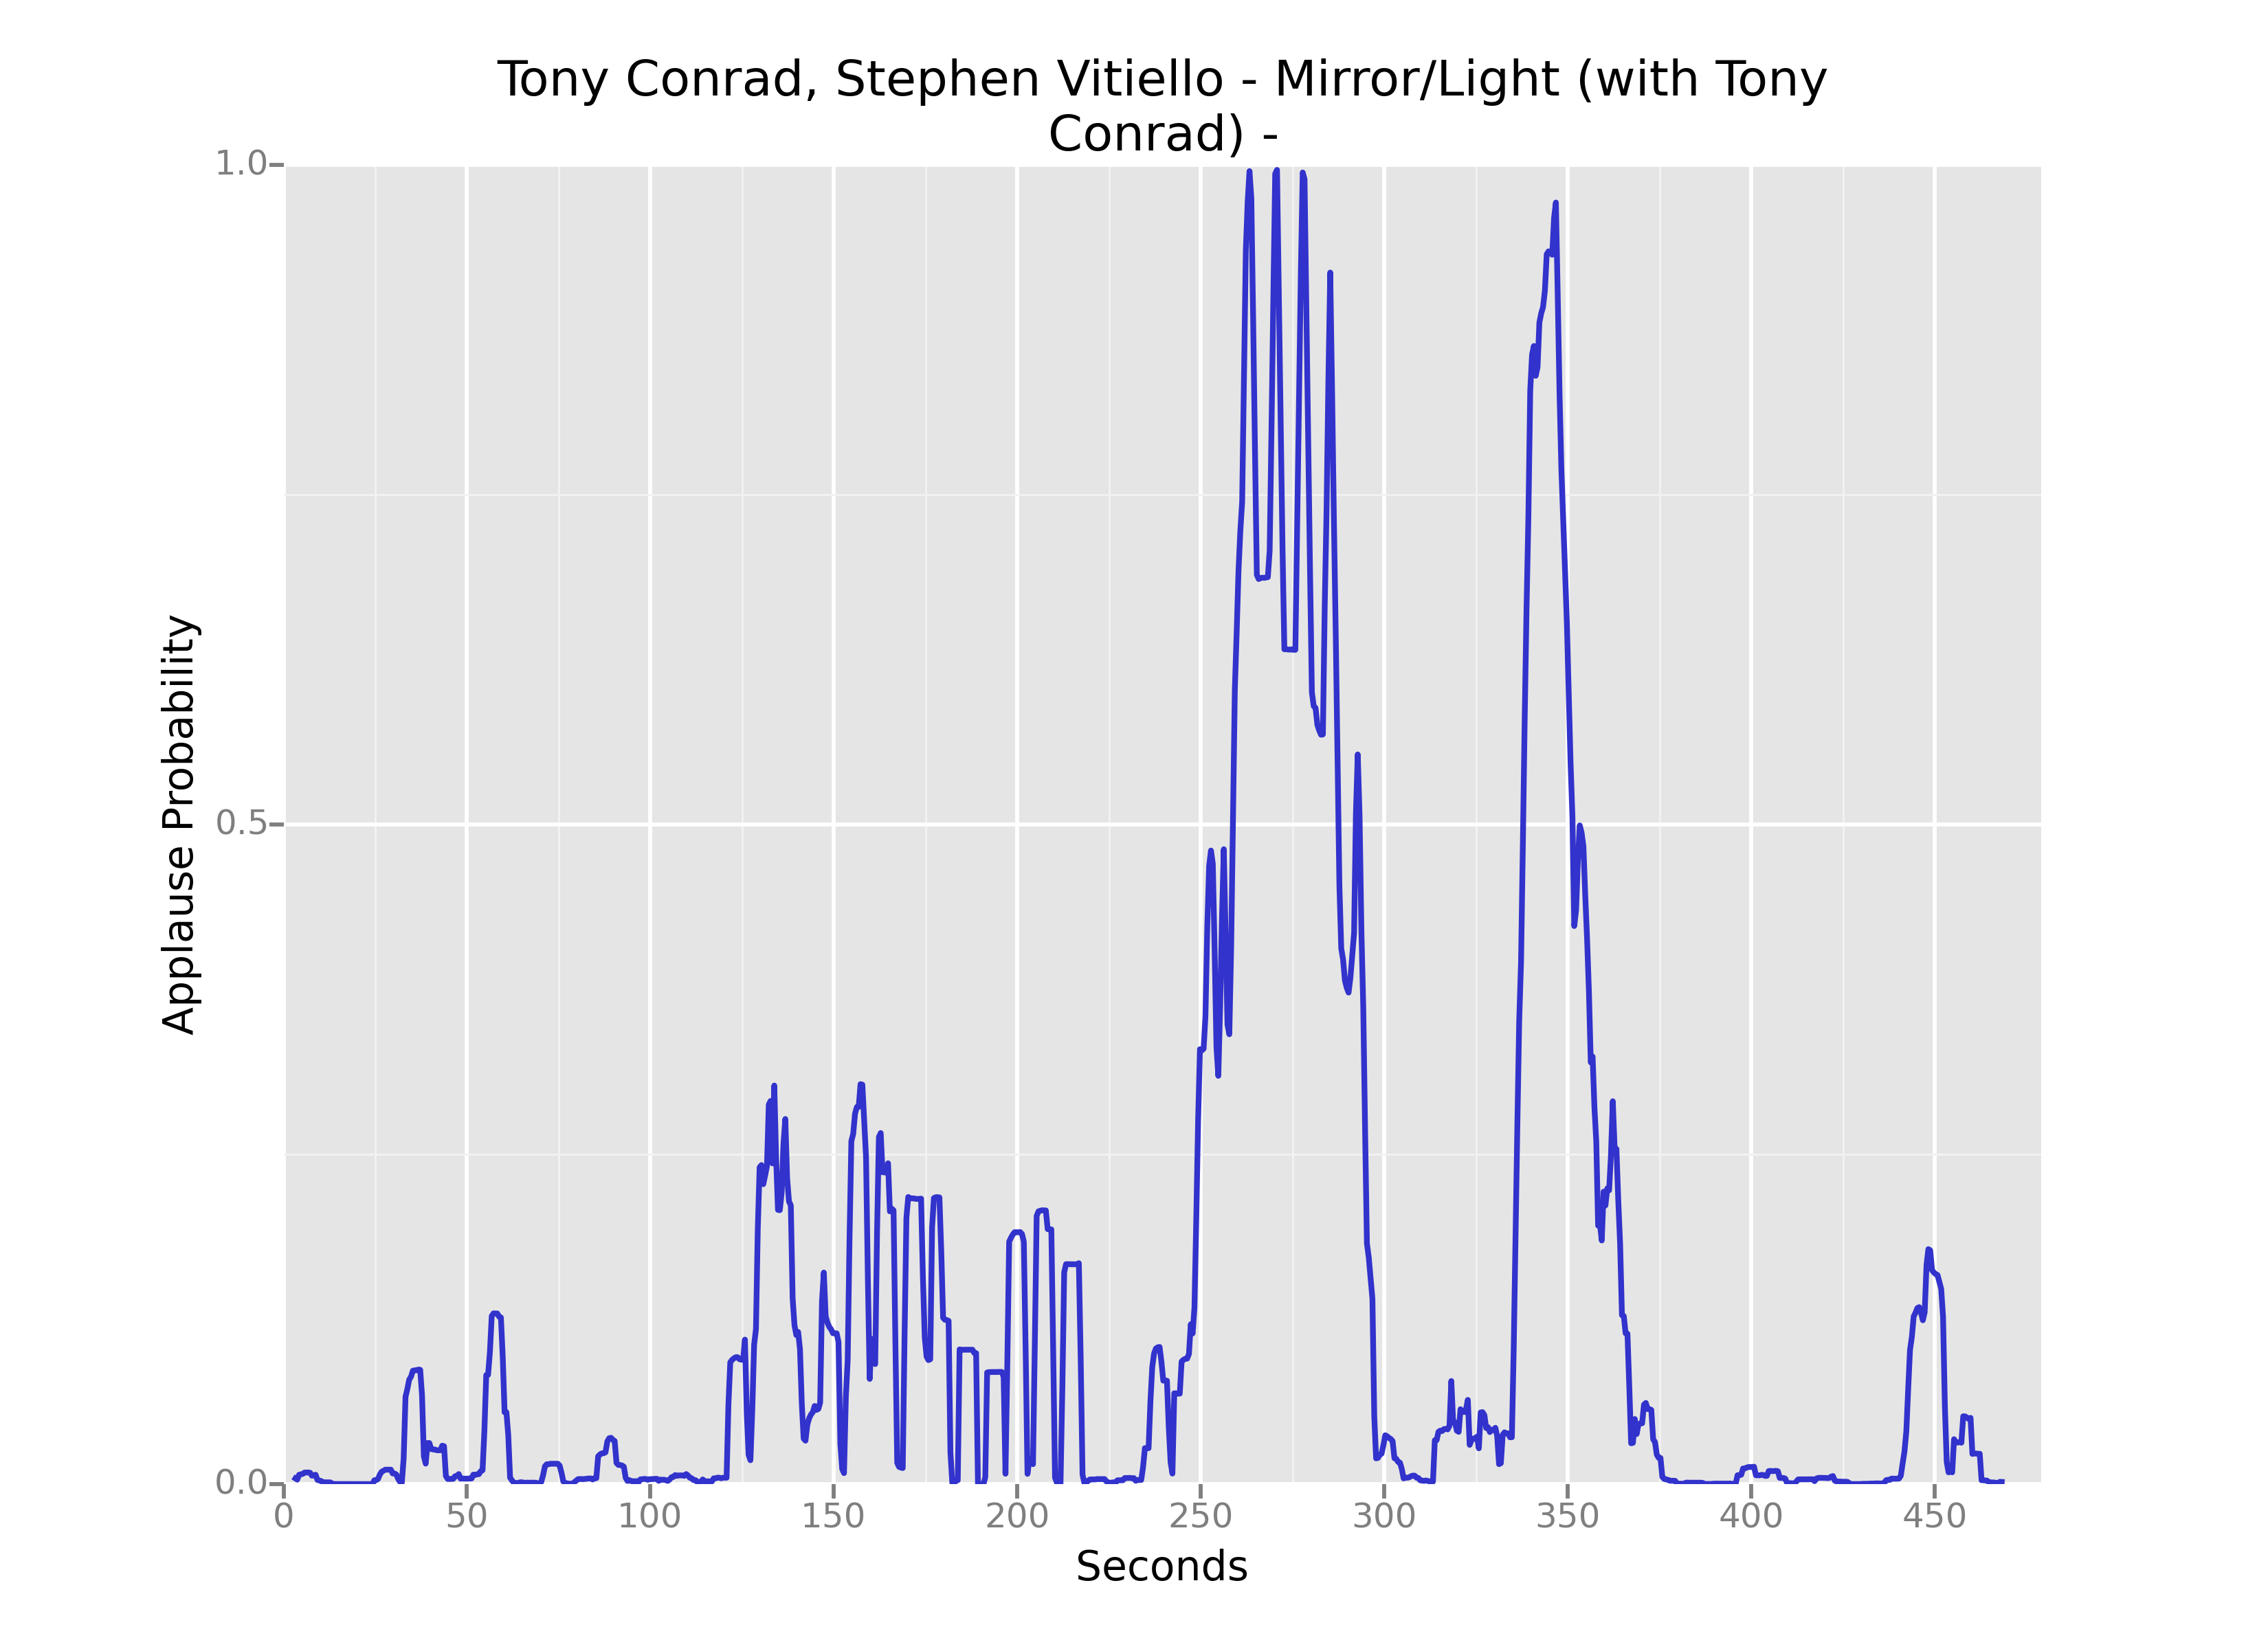 Tony Conrad, Stephen Vitiello - Mirror/Light (with Tony
Conrad) -
1.0
0.5
0.0
Applause Probability
0 50 100 150 200 250 300 350 400 450
Seconds